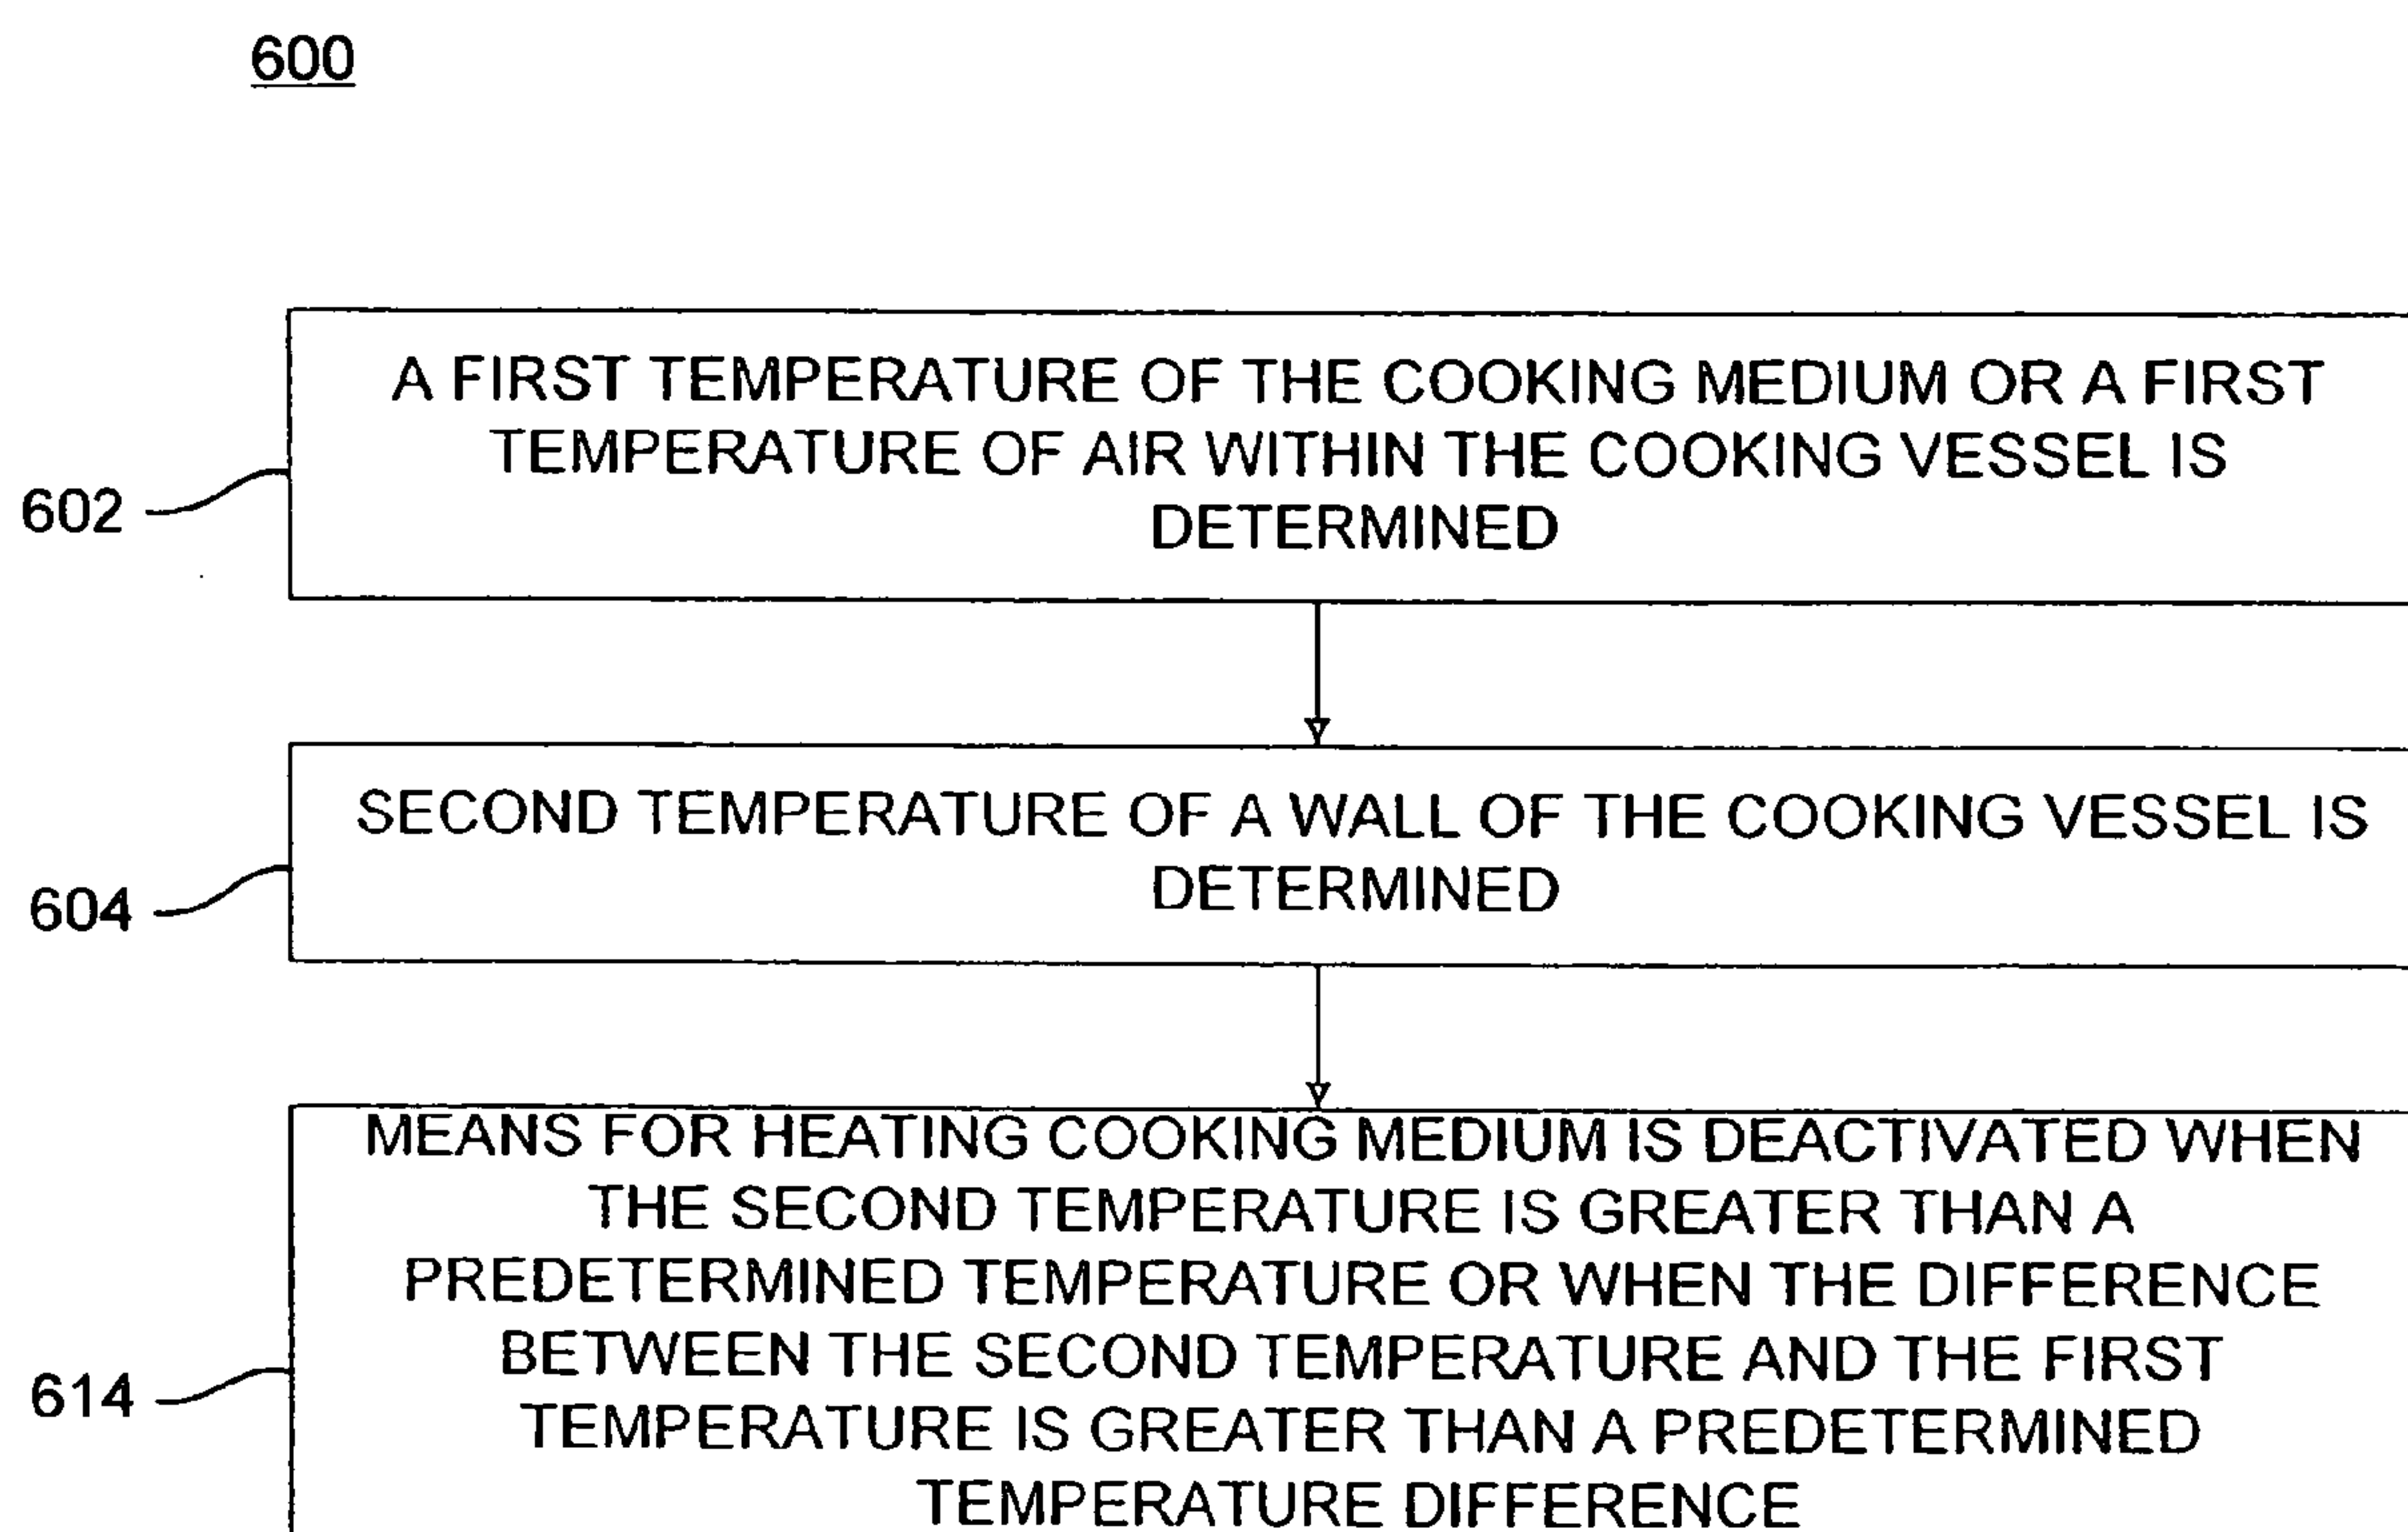 600
A FIRST TEMPERATURE OF THE COOKING MEDIUM OR A FIRST
TEMPERATURE OF AIR WITHIN THE COOKING VESSEL IS
DETERMINED
602
SECOND TEMPERATURE OF A WALL OF THE COOKING VESSEL IS
DETERMINED
604
MEANS FOR HEATING COOKING MEDIUM IS DEACTIVATED WHEN
THE SECOND TEMPERATURE IS GREATER THAN A
PREDETERMINED TEMPERATURE OR WHEN THE DIFFERENCE
BETWEEN THE SECOND TEMPERATURE AND THE FIRST
TEMPERATURE IS GREATER THAN A PREDETERMINED
TEMPERATURE DIFFERENCE
614